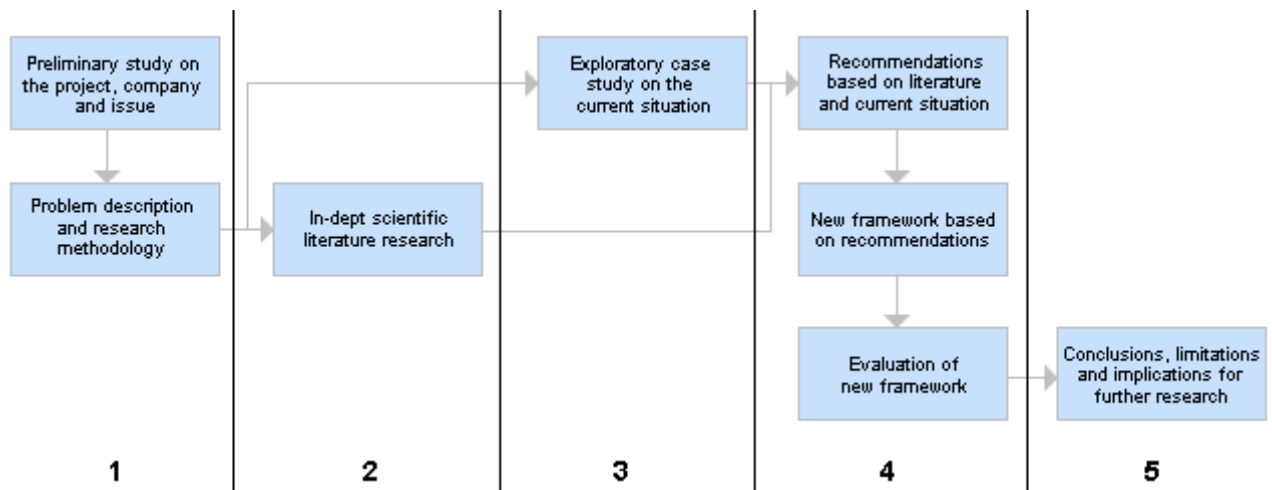 Preliminary study on
the project, company
and issue
Problem description
and research
methodology
In-dept scientific
literature research
Exploratory case
study on the
current situation
Recommendations
based on literature
and current situation
New framework based
on recommendations
Evaluation of
new framework
Conclusions, limitations
and implications for
further research
1
2
3
4
5